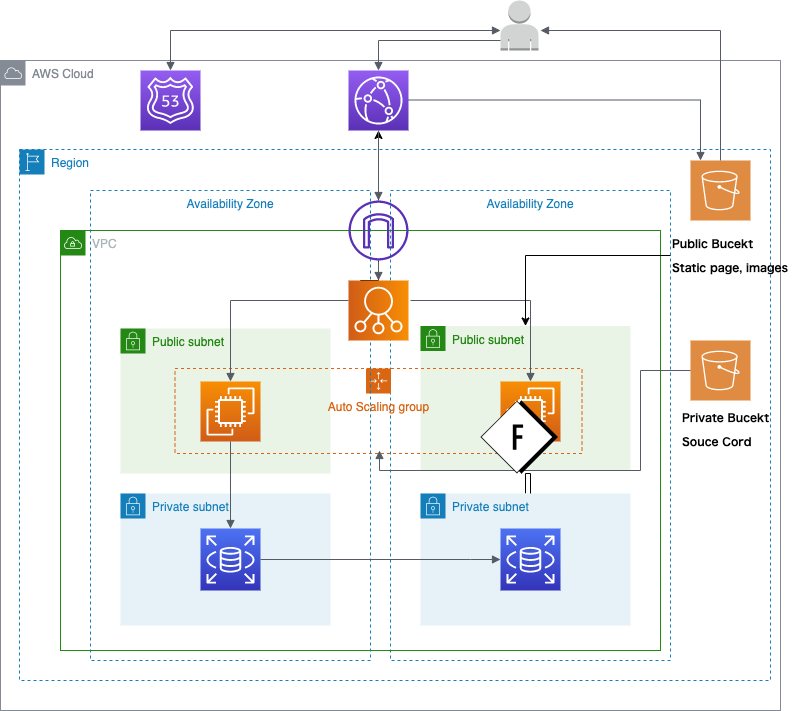 AWS Cloud
53
Region
Availability Zone
Availability Zone
VPC
Public Bucekt
Static page, images
Public subnet
Public subnet
Auto Scaling group
F
Private Bucekt
Souce Cord
Private subnet
Private subnet